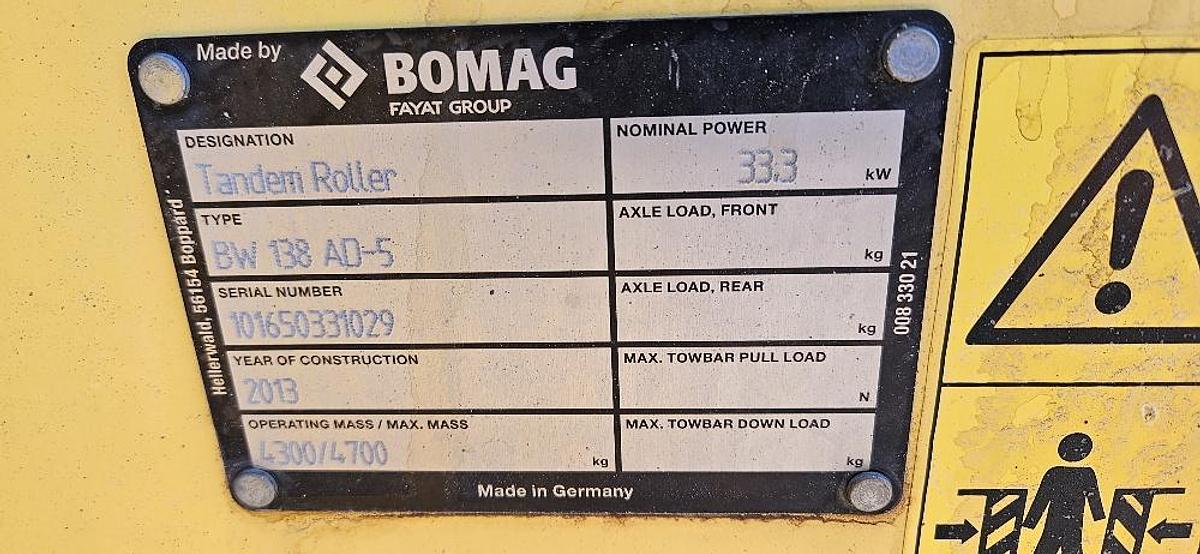 Made by
BOMAG
FAYAT GROUP
DESIGNATION
Tandem Roller
NOMINAL POWER
33.3 kW
TYPE
BW 138 AD-5
AXLE LOAD, FRONT
kg
SERIAL NUMBER
101650331029
AXLE LOAD, REAR
kg
YEAR OF CONSTRUCTION
2013
MAX. TOWBAR PULL LOAD
N
OPERATING MASS / MAX. MASS
4300/4700 kg
MAX. TOWBAR DOWN LOAD
kg
Made in Germany
Hellerwald, 56154 Boppard
008 330 21